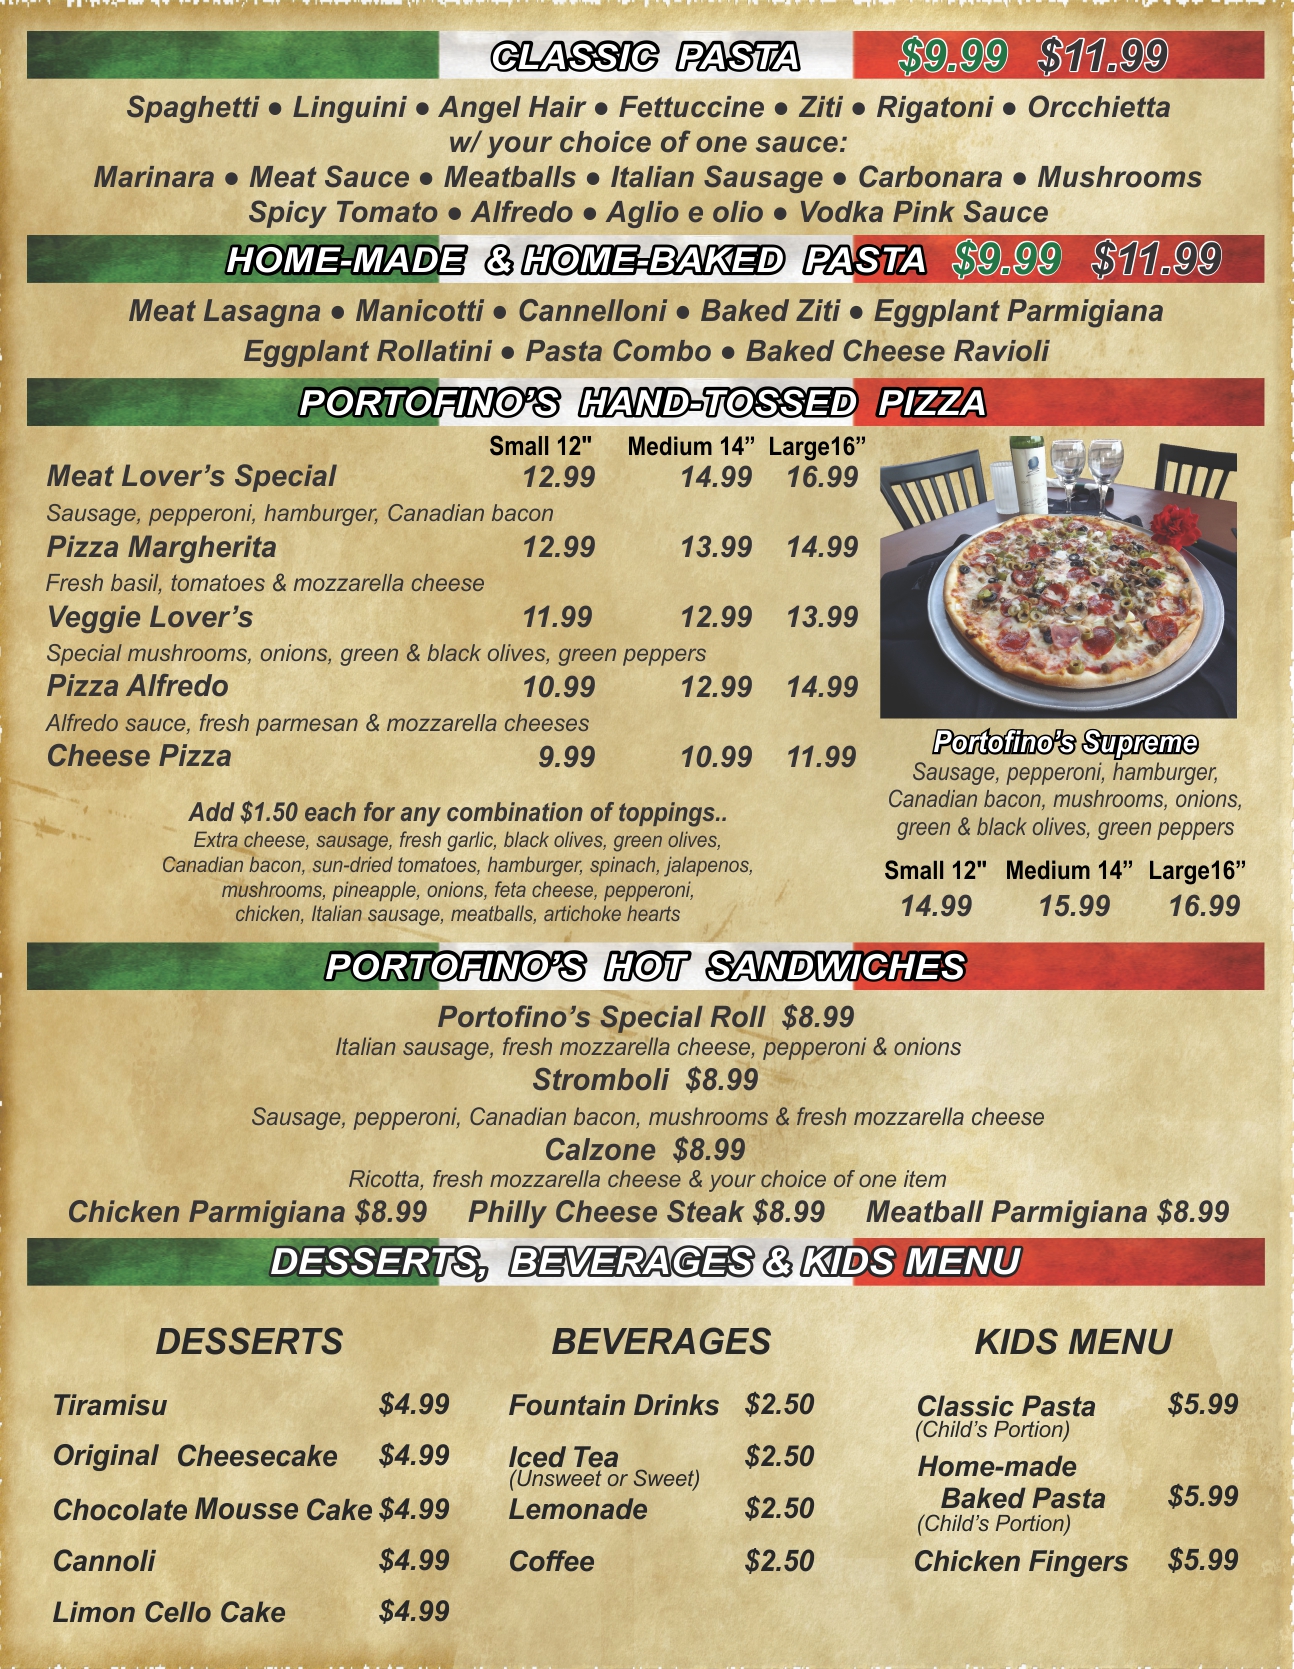 CLASSIC PASTA $9.99 $11.99
Spaghetti ● Linguini ● Angel Hair ● Fettuccine ● Ziti ● Rigatoni ● Orcchietta
w/ your choice of one sauce:
Marinara ● Meat Sauce ● Meatballs ● Italian Sausage ● Carbonara ● Mushrooms
Spicy Tomato ● Alfredo ● Aglio e olio ● Vodka Pink Sauce
HOME-MADE & HOME-BAKED PASTA $9.99 $11.99
Meat Lasagna ● Manicotti ● Cannelloni ● Baked Ziti ● Eggplant Parmigiana
Eggplant Rollatini ● Pasta Combo ● Baked Cheese Ravioli
PORTOFINO’S HAND-TOSSED PIZZA
Small 12" Medium 14” Large16”
Meat Lover’s Special 12.99 14.99 16.99
Sausage, pepperoni, hamburger, Canadian bacon
Pizza Margherita 12.99 13.99 14.99
Fresh basil, tomatoes & mozzarella cheese
Veggie Lover’s 11.99 12.99 13.99
Special mushrooms, onions, green & black olives, green peppers
Pizza Alfredo 10.99 12.99 14.99
Alfredo sauce, fresh parmesan & mozzarella cheeses
Cheese Pizza 9.99 10.99 11.99
Add $1.50 each for any combination of toppings..
Extra cheese, sausage, fresh garlic, black olives, green olives,
Canadian bacon, sun-dried tomatoes, hamburger, spinach, jalapenos,
mushrooms, pineapple, onions, feta cheese, pepperoni,
chicken, Italian sausage, meatballs, artichoke hearts
Portofino’s Supreme
Sausage, pepperoni, hamburger,
Canadian bacon, mushrooms, onions,
green & black olives, green peppers
Small 12" Medium 14” Large16”
14.99 15.99 16.99
PORTOFINO’S HOT SANDWICHES
Portofino’s Special Roll $8.99
Italian sausage, fresh mozzarella cheese, pepperoni & onions
Stromboli $8.99
Sausage, pepperoni, Canadian bacon, mushrooms & fresh mozzarella cheese
Calzone $8.99
Ricotta, fresh mozzarella cheese & your choice of one item
Chicken Parmigiana $8.99 Philly Cheese Steak $8.99 Meatball Parmigiana $8.99
DESSERTS, BEVERAGES & KIDS MENU
DESSERTS
Tiramisu $4.99
Original Cheesecake $4.99
Chocolate Mousse Cake $4.99
Cannoli $4.99
Limon Cello Cake $4.99
BEVERAGES
Fountain Drinks $2.50
Iced Tea $2.50
(Unsweet or Sweet)
Lemonade $2.50
Coffee $2.50
KIDS MENU
Classic Pasta $5.99
(Child’s Portion)
Home-made
Baked Pasta $5.99
(Child’s Portion)
Chicken Fingers $5.99